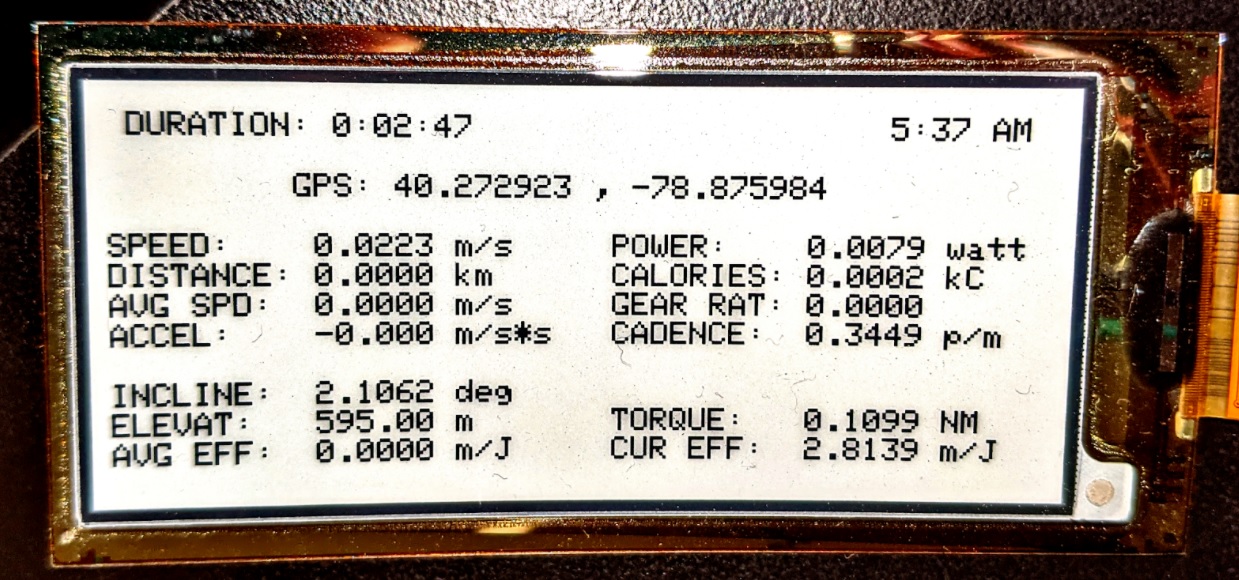 DURATION: 0:02:47 5:37 AM
GPS: 40.272923 , -78.875984
SPEED: 0.0223 m/s POWER: 0.0079 watt
DISTANCE: 0.0000 km CALORIES: 0.0002 kC
AVG SPD: 0.0000 m/s GEAR RAT: 0.0000
ACCEL: -0.000 m/s*s CADENCE: 0.3449 p/m
INCLINE: 2.1062 deg
ELEVAT: 595.00 m TORQUE: 0.1099 NM
AVG EFF: 0.0000 m/J CUR EFF: 2.8139 m/J